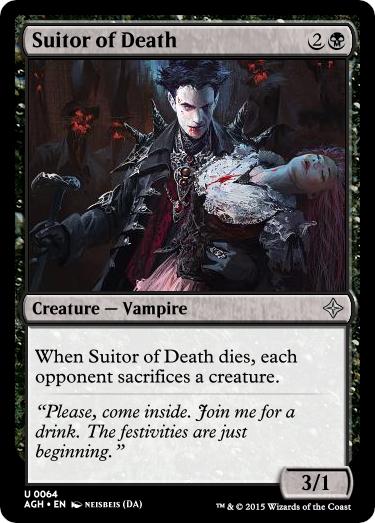 Suitor of Death 2
Creature — Vampire
When Suitor of Death dies, each
opponent sacrifices a creature.
“Please, come inside. Join me for a
drink. The festivities are just
beginning.”
3/1
U 0064
AGH • EN NEISBEIS (DA)
™ & © 2015 Wizards of the Coast